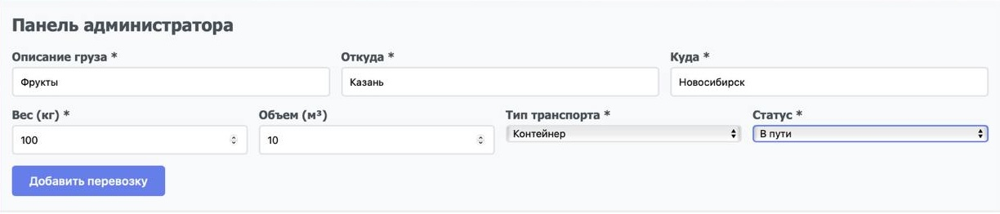 Панель администратора
Описание груза * Откуда * Куда *
Фрукты Казань Новосибирск
Вес (кг) * Объем (м³) Тип транспорта * Статус *
100 10 Контейнер В пути
Добавить перевозку